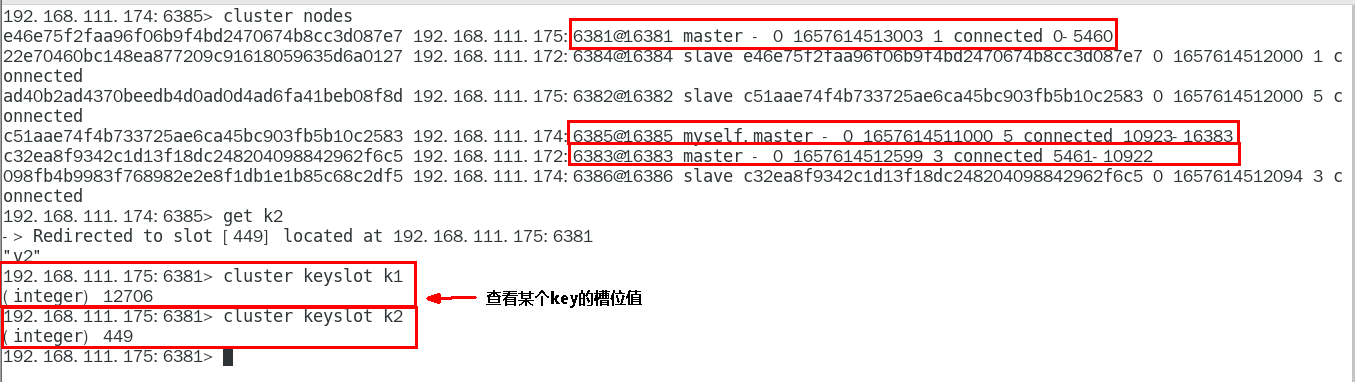 192.168.111.174:6385> cluster nodes
e46e75f2faa96f06b9f4bd2470674b8cc3d087e7 192.168.111.175:6381@16381 master - 0 1657614513003 1 connected 0-5460
22e70460bc148ea877209c91618059635d6a0127 192.168.111.172:6384@16384 slave e46e75f2faa96f06b9f4bd2470674b8cc3d087e7 0 1657614512000 1 c
onnected
ad40b2ad4370beedb4d0ad0d4ad6fa41beb08f8d 192.168.111.175:6382@16382 slave c51aae74f4b733725ae6ca45bc903fb5b10c2583 0 1657614512000 5 c
onnected
c51aae74f4b733725ae6ca45bc903fb5b10c2583 192.168.111.174:6385@16385 myself,master - 0 1657614511000 5 connected 10923-16383
c32ea8f9342c1d13f18dc248204098842962f6c5 192.168.111.172:6383@16383 master - 0 1657614512599 3 connected 5461-10922
098fb4b9983f768982e2e8f1db1e1b85c68c2df5 192.168.111.174:6386@16386 slave c32ea8f9342c1d13f18dc248204098842962f6c5 0 1657614512094 3 c
onnected
192.168.111.174:6385> get k2
-> Redirected to slot [449] located at 192.168.111.175:6381
"v2"
192.168.111.175:6381> cluster keyslot k1
(integer) 12706
查看某个key的槽位值
192.168.111.175:6381> cluster keyslot k2
(integer) 449
192.168.111.175:6381>